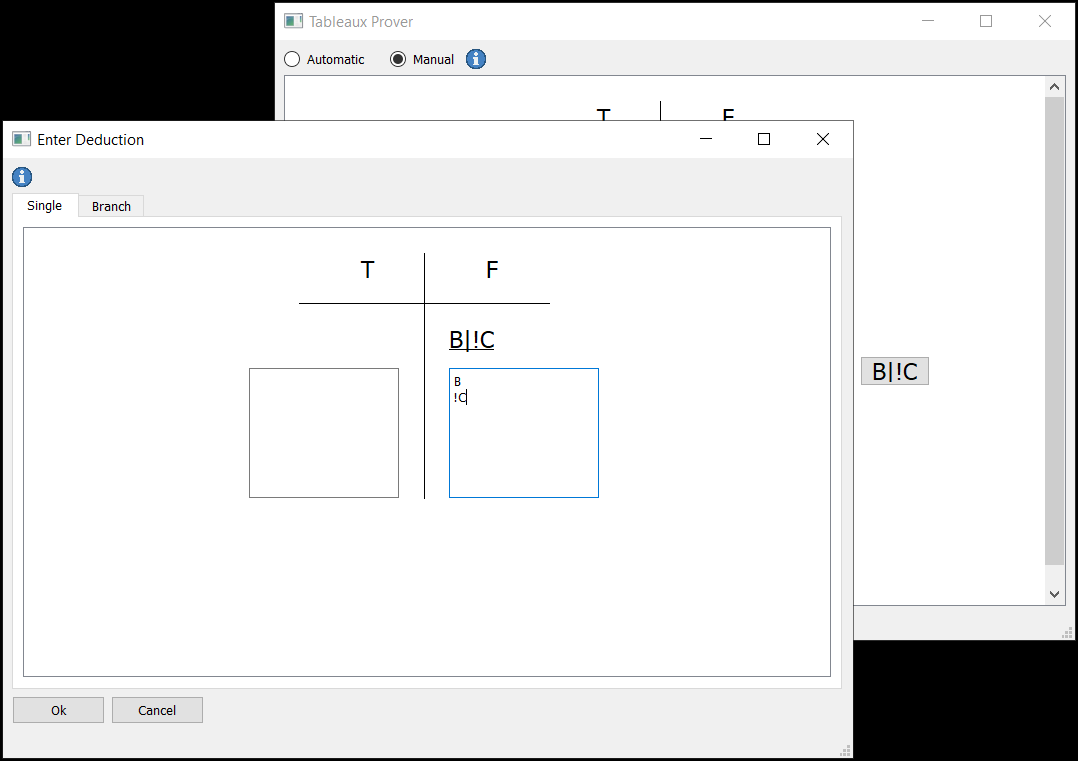 Tableaux Prover
Automatic Manual
T F
Enter Deduction
Single Branch
T F
B|!C
B
!C
B|!C
Ok Cancel